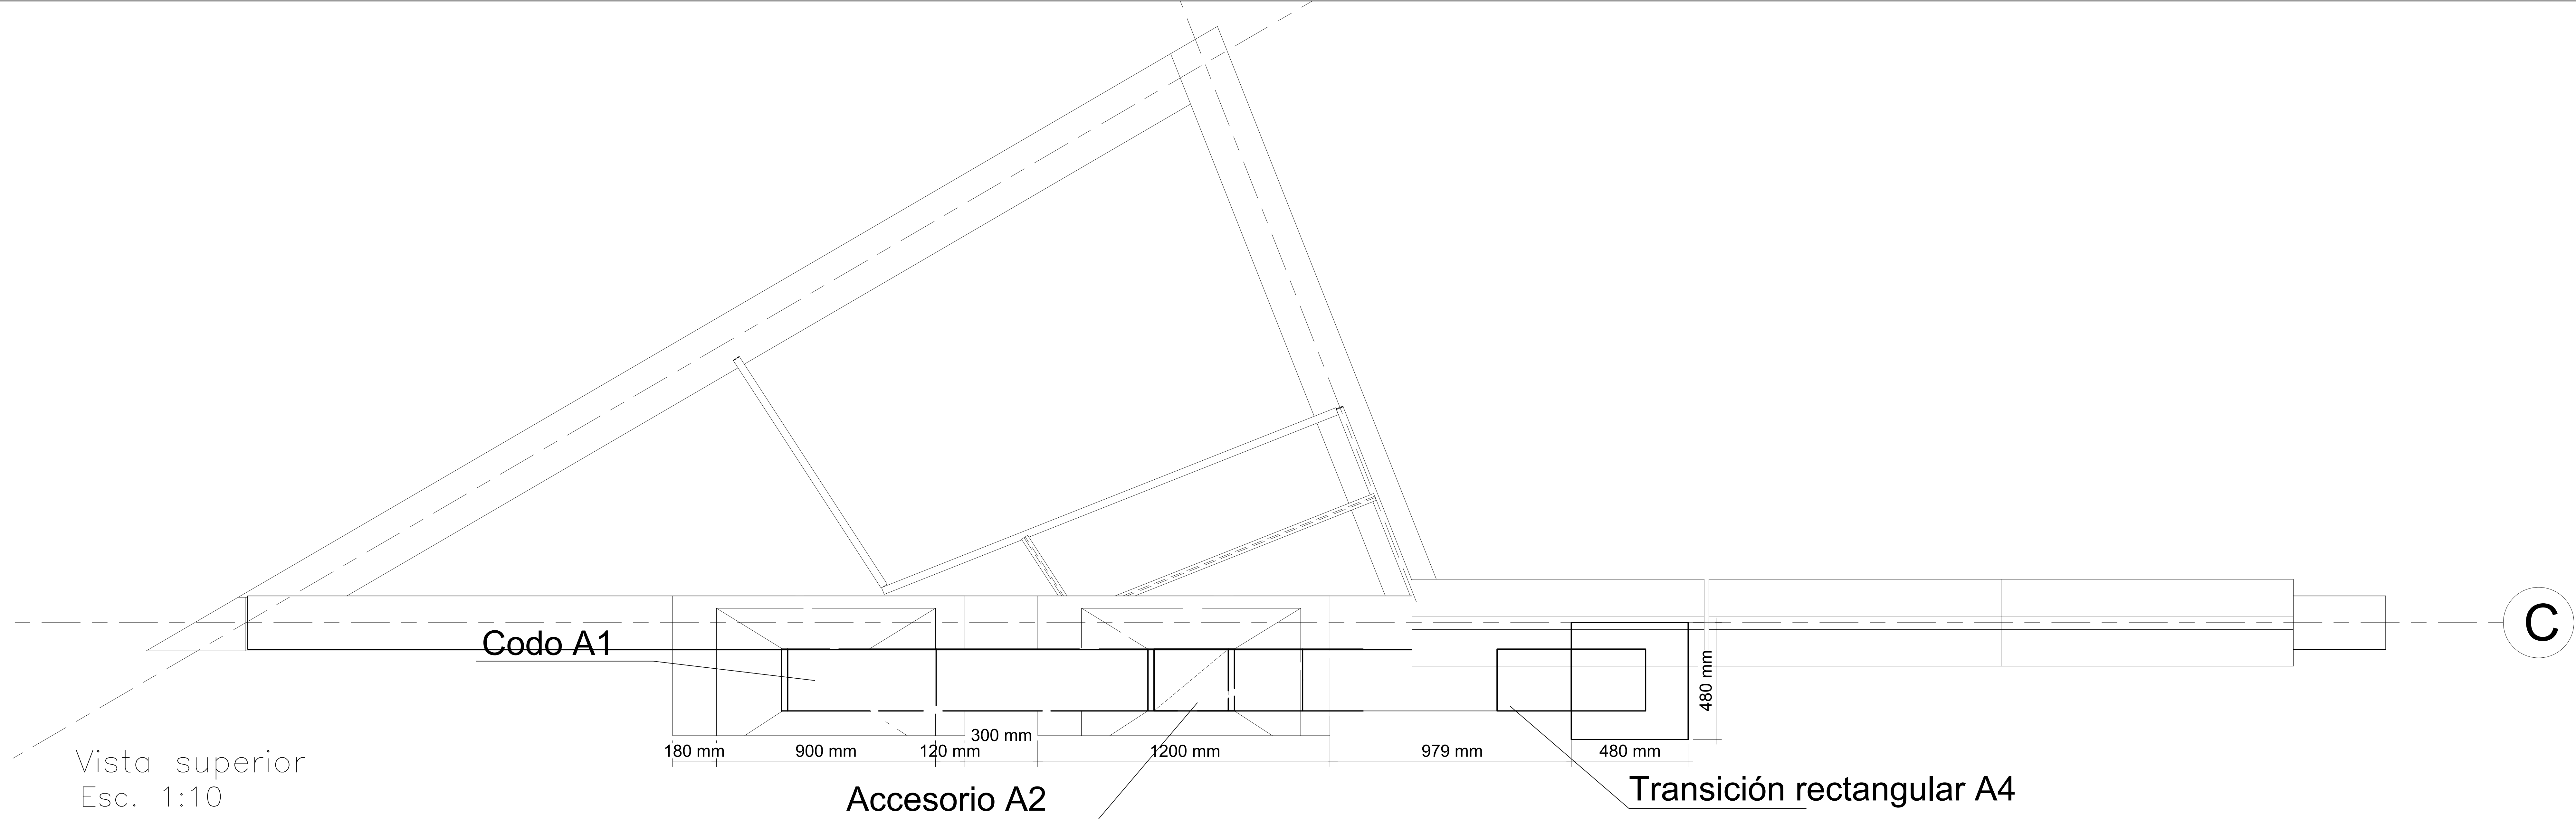 C
Codo A1
480 mm
300 mm
180 mm 900 mm 120 mm 1200 mm 979 mm 480 mm
Vista superior
Esc. 1:10
Accesorio A2
Transición rectangular A4